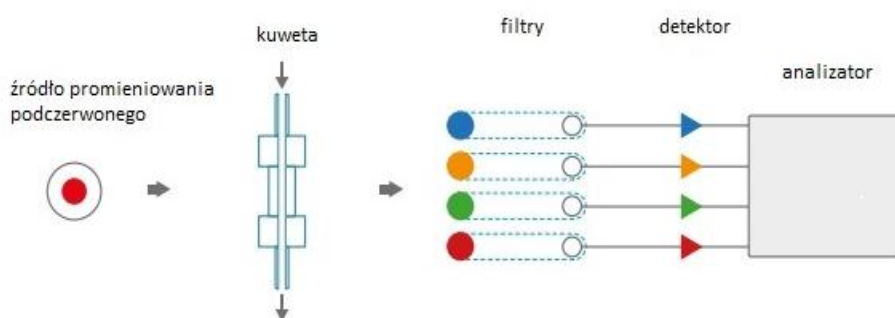 źródło promieniowania
podczerwonego
kuweta
filtry
detektor
analizator